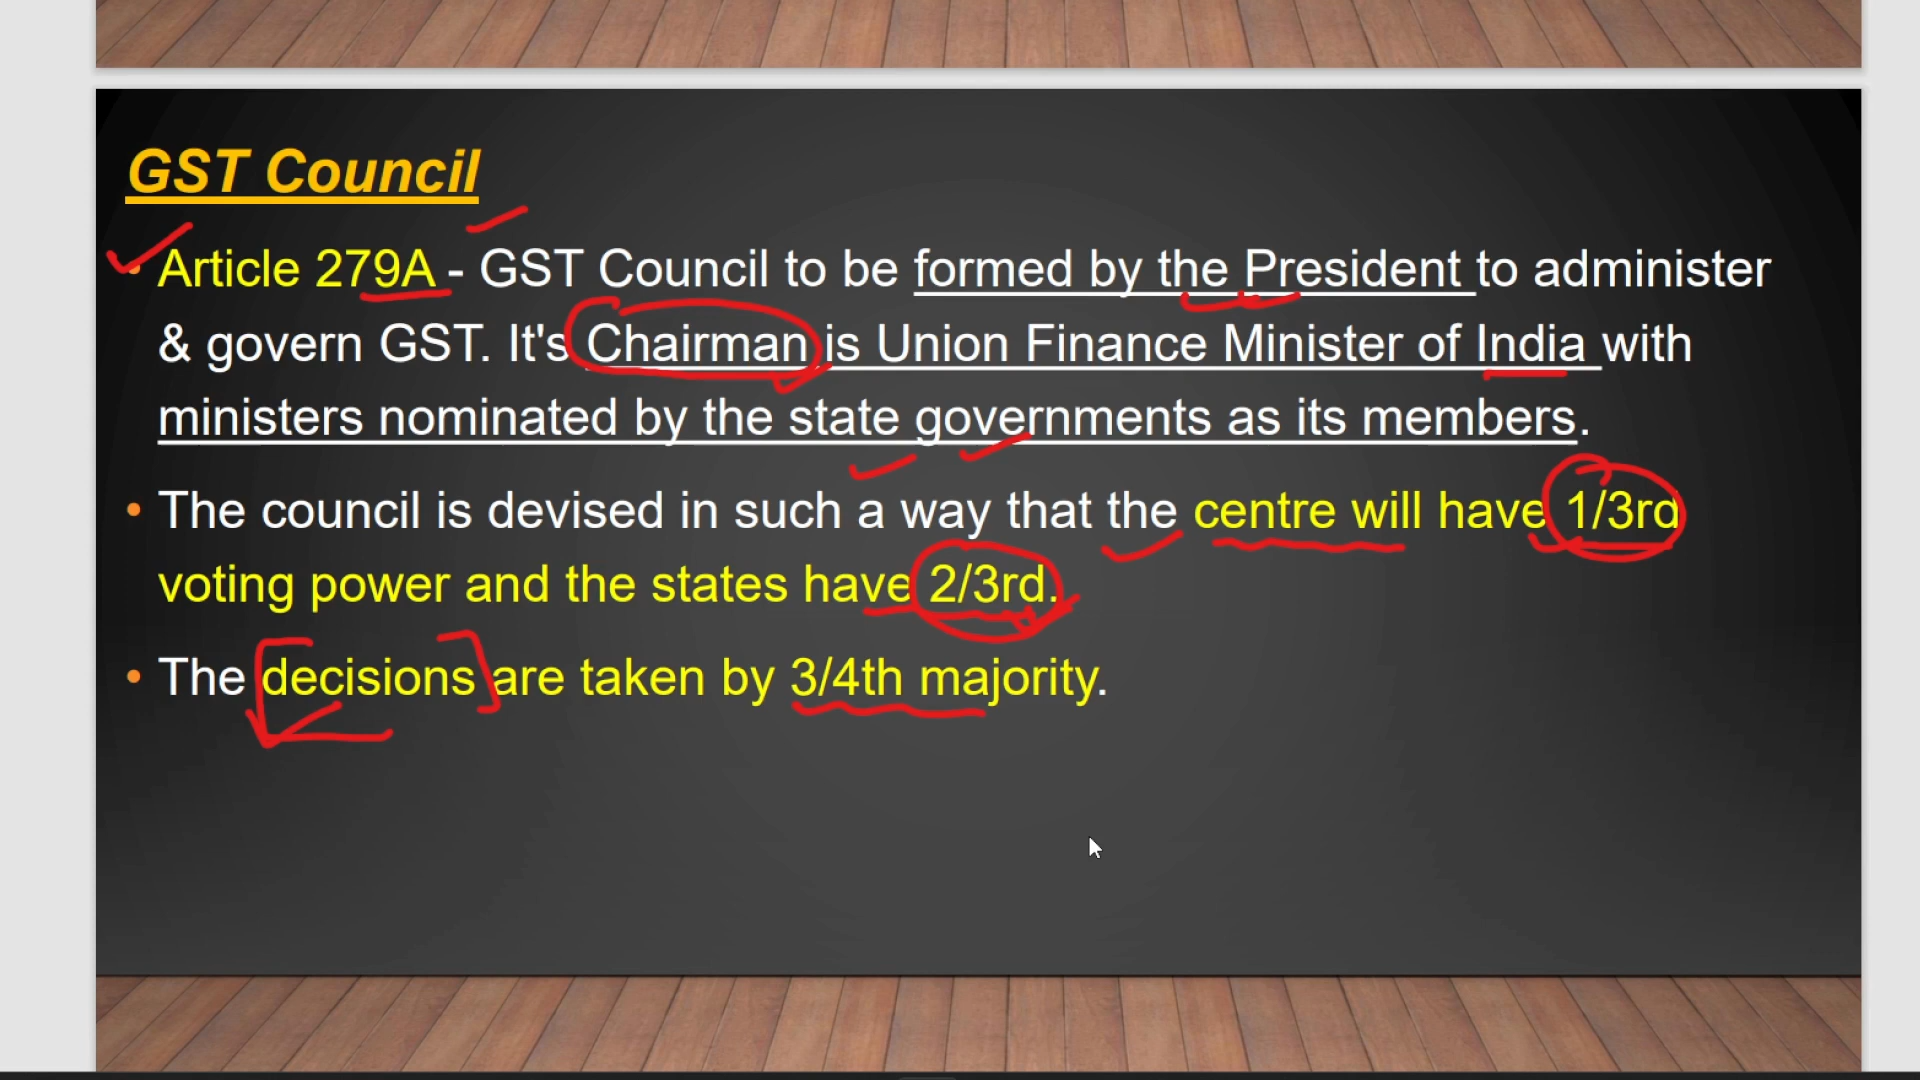 GST Council
• Article 279A - GST Council to be formed by the President to administer
& govern GST. It's Chairman is Union Finance Minister of India with
ministers nominated by the state governments as its members.
• The council is devised in such a way that the centre will have 1/3rd
voting power and the states have 2/3rd.
• The decisions are taken by 3/4th majority.